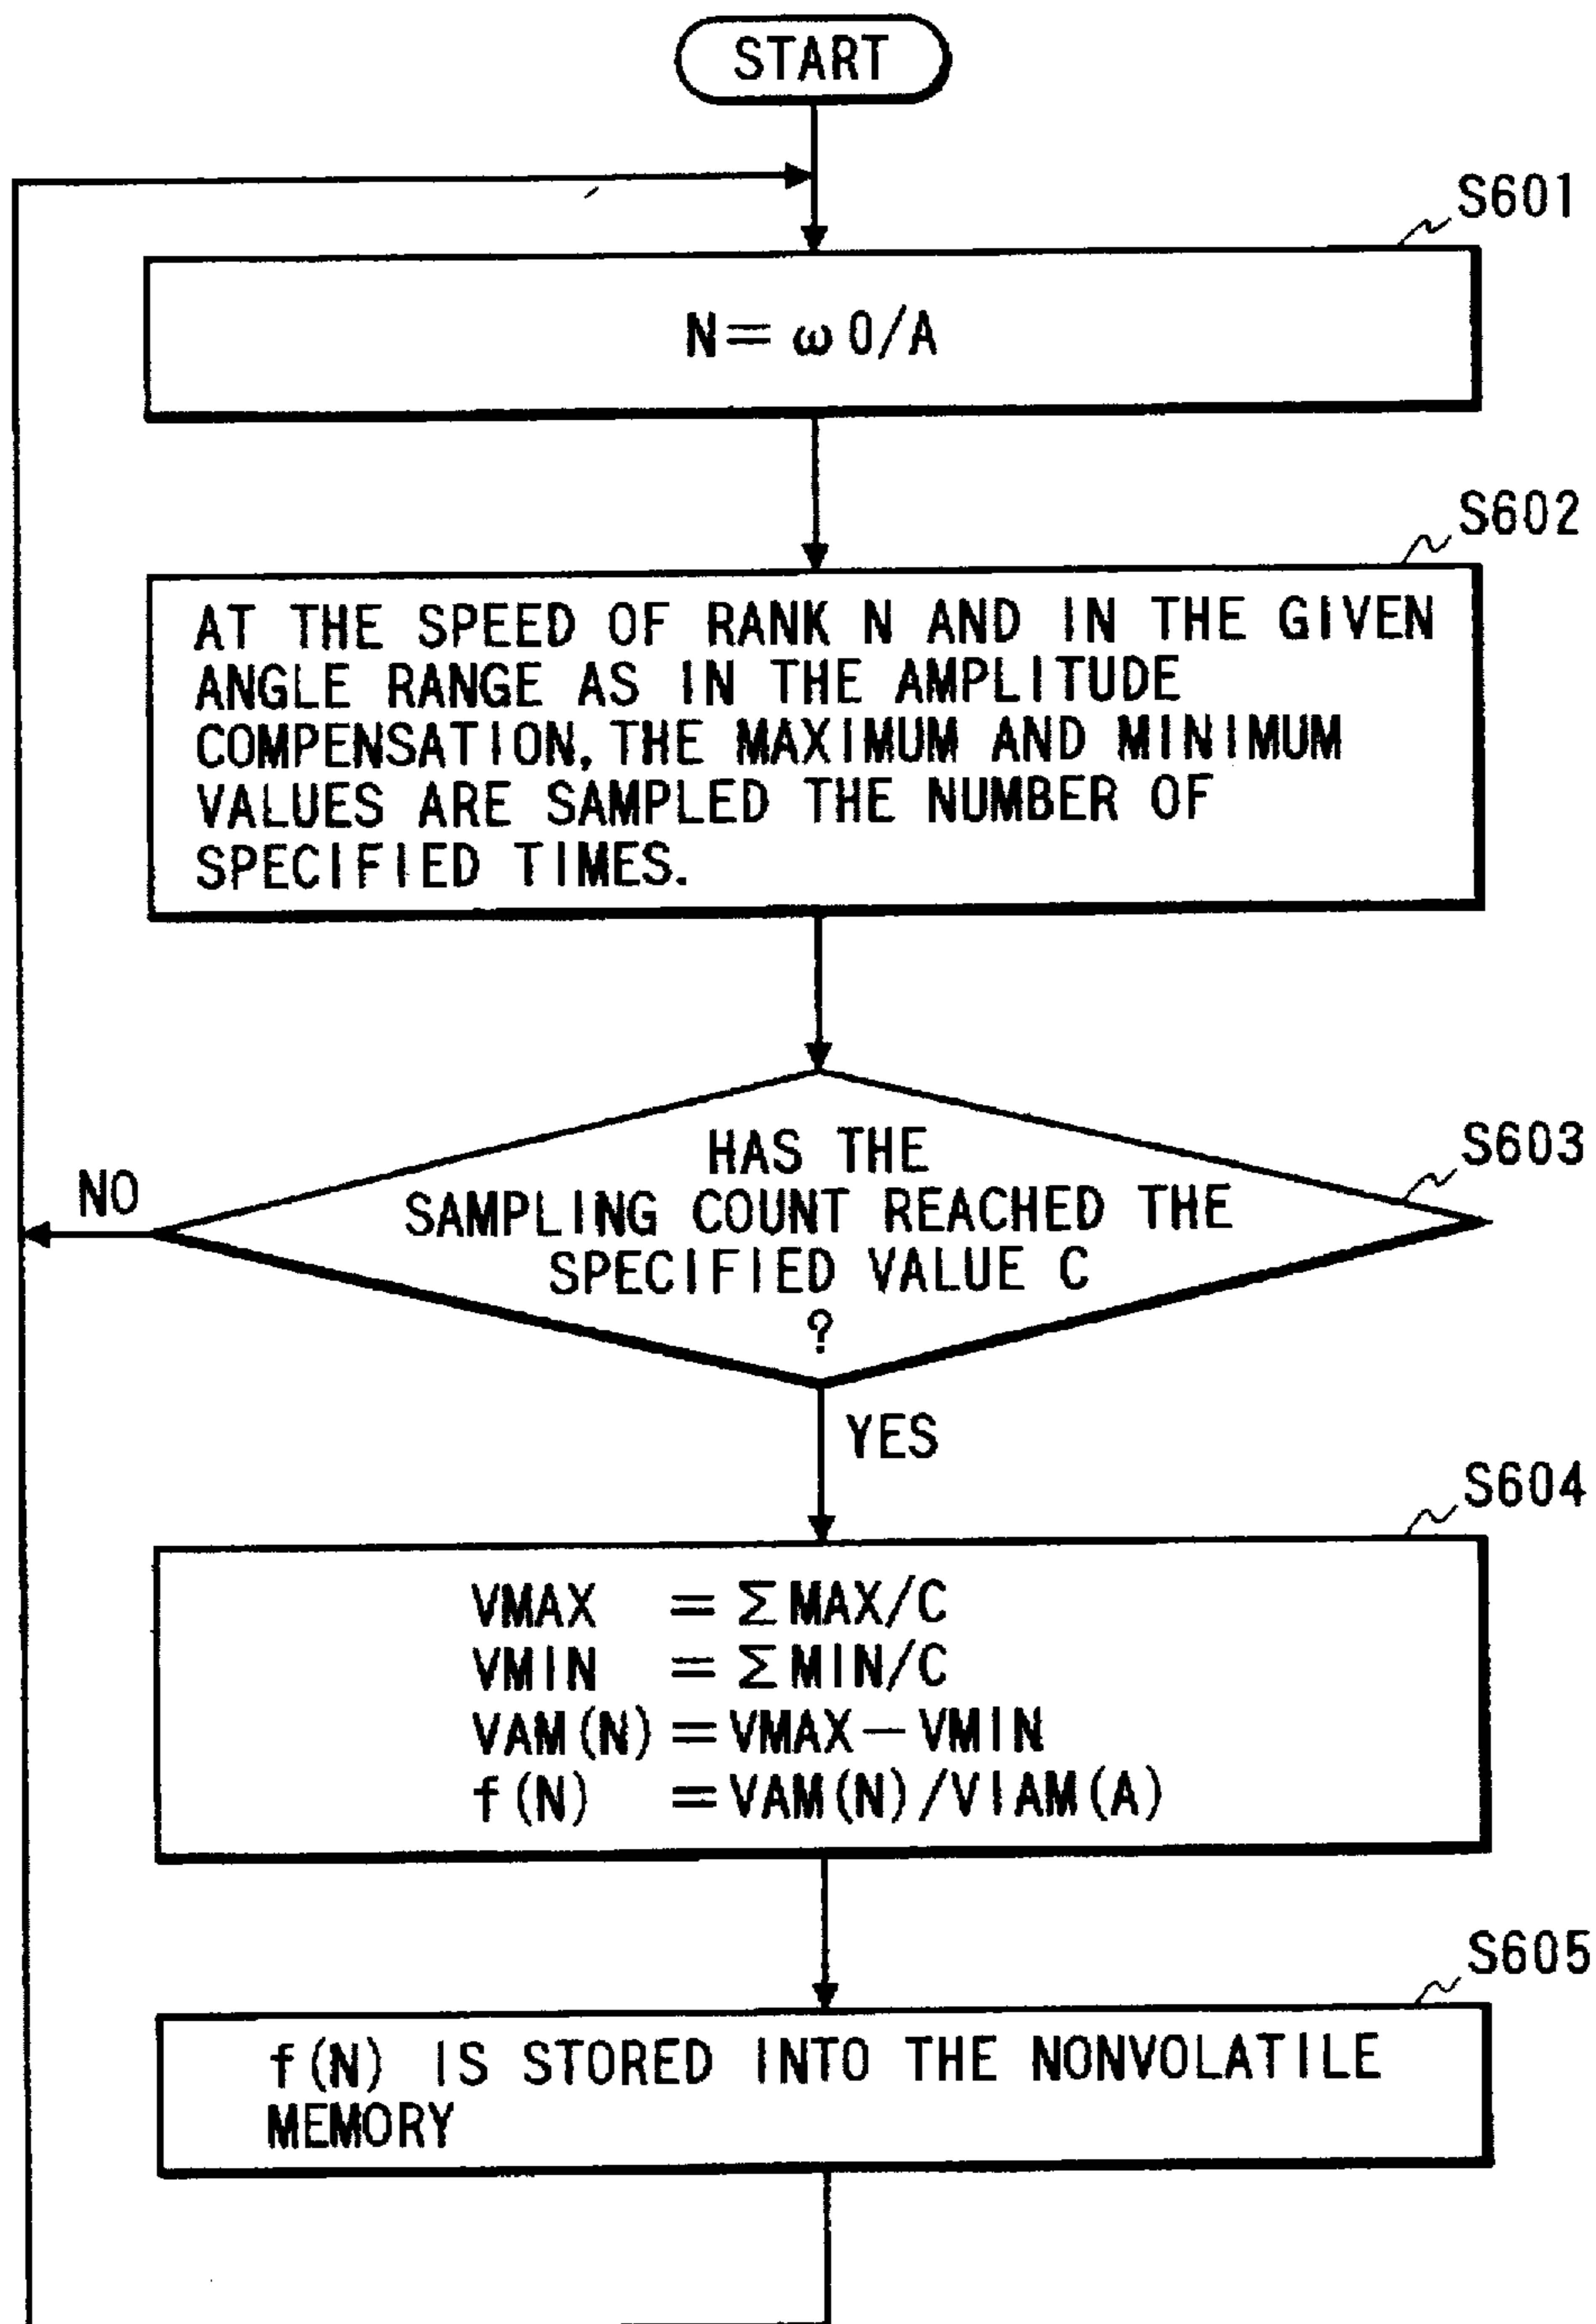 START
S601
N=ω0/A
S602
AT THE SPEED OF RANK N AND IN THE GIVEN
ANGLE RANGE AS IN THE AMPLITUDE
COMPENSATION, THE MAXIMUM AND MINIMUM
VALUES ARE SAMPLED THE NUMBER OF
SPECIFIED TIMES.
S603
HAS THE
SAMPLING COUNT REACHED THE
SPECIFIED VALUE C
?
NO
YES
S604
VMAX = ΣMAX/C
VMIN = ΣMIN/C
VAM(N) = VMAX－VMIN
f(N) = VAM(N)/VIAM(A)
S605
f(N) IS STORED INTO THE NONVOLATILE
MEMORY